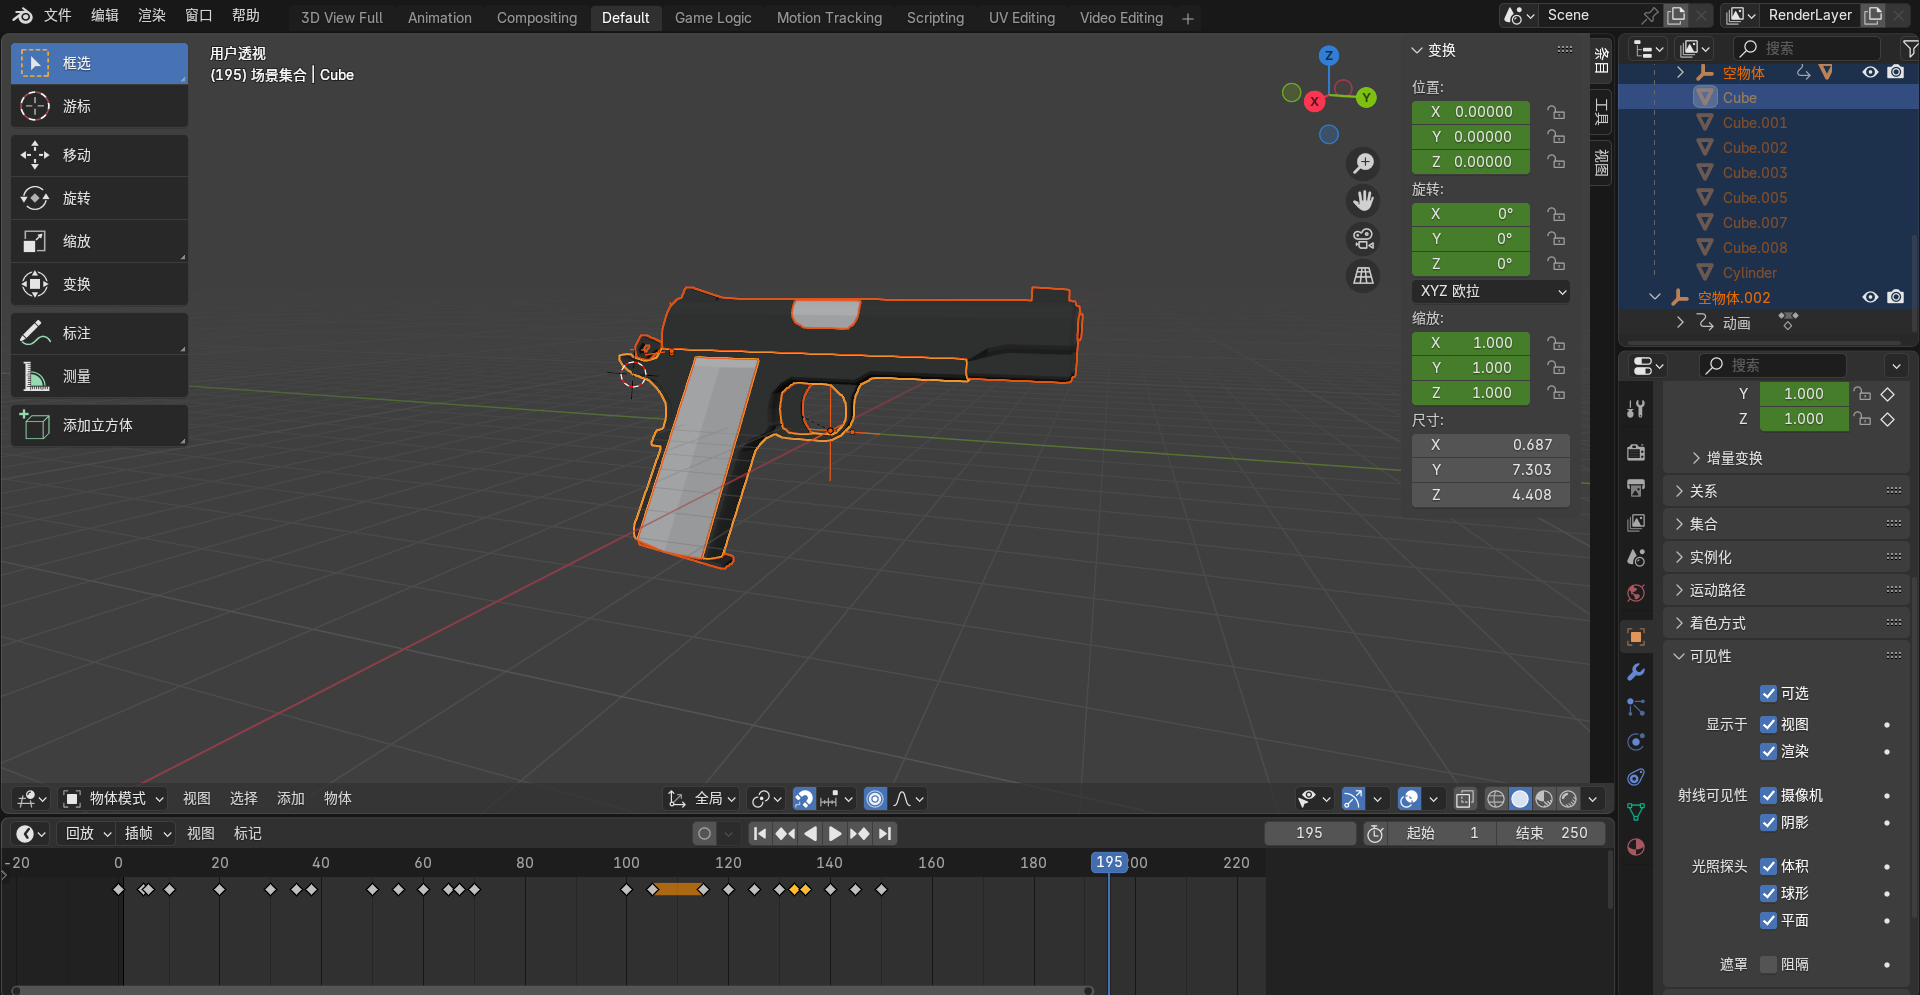 文件 编辑 渲染 窗口 帮助 3D View Full Animation Compositing Default Game Logic Motion Tracking Scripting UV Editing Video Editing Scene RenderLayer
框选
游标
移动
旋转
缩放
变换
标注
测量
添加立方体
用户透视
(195) 场景集合 | Cube
Z
X
Y
变换
位置:
X 0.00000
Y 0.00000
Z 0.00000
旋转:
X 0°
Y 0°
Z 0°
XYZ 欧拉
缩放:
X 1.000
Y 1.000
Z 1.000
尺寸:
X 0.687
Y 7.303
Z 4.408
条目
工具
视图
搜索
空物体
Cube
Cube.001
Cube.002
Cube.003
Cube.005
Cube.007
Cube.008
Cylinder
空物体.002
动画
搜索
Y 1.000
Z 1.000
增量变换
关系
集合
实例化
运动路径
着色方式
可见性
可选
显示于 视图
渲染
射线可见性 摄像机
阴影
光照探头 体积
球形
平面
遮罩 阻隔
物体模式 视图 选择 添加 物体 全局
回放 插帧 视图 标记 195 起始 1 结束 250
-20 0 20 40 60 80 100 120 140 160 180 195 00 220